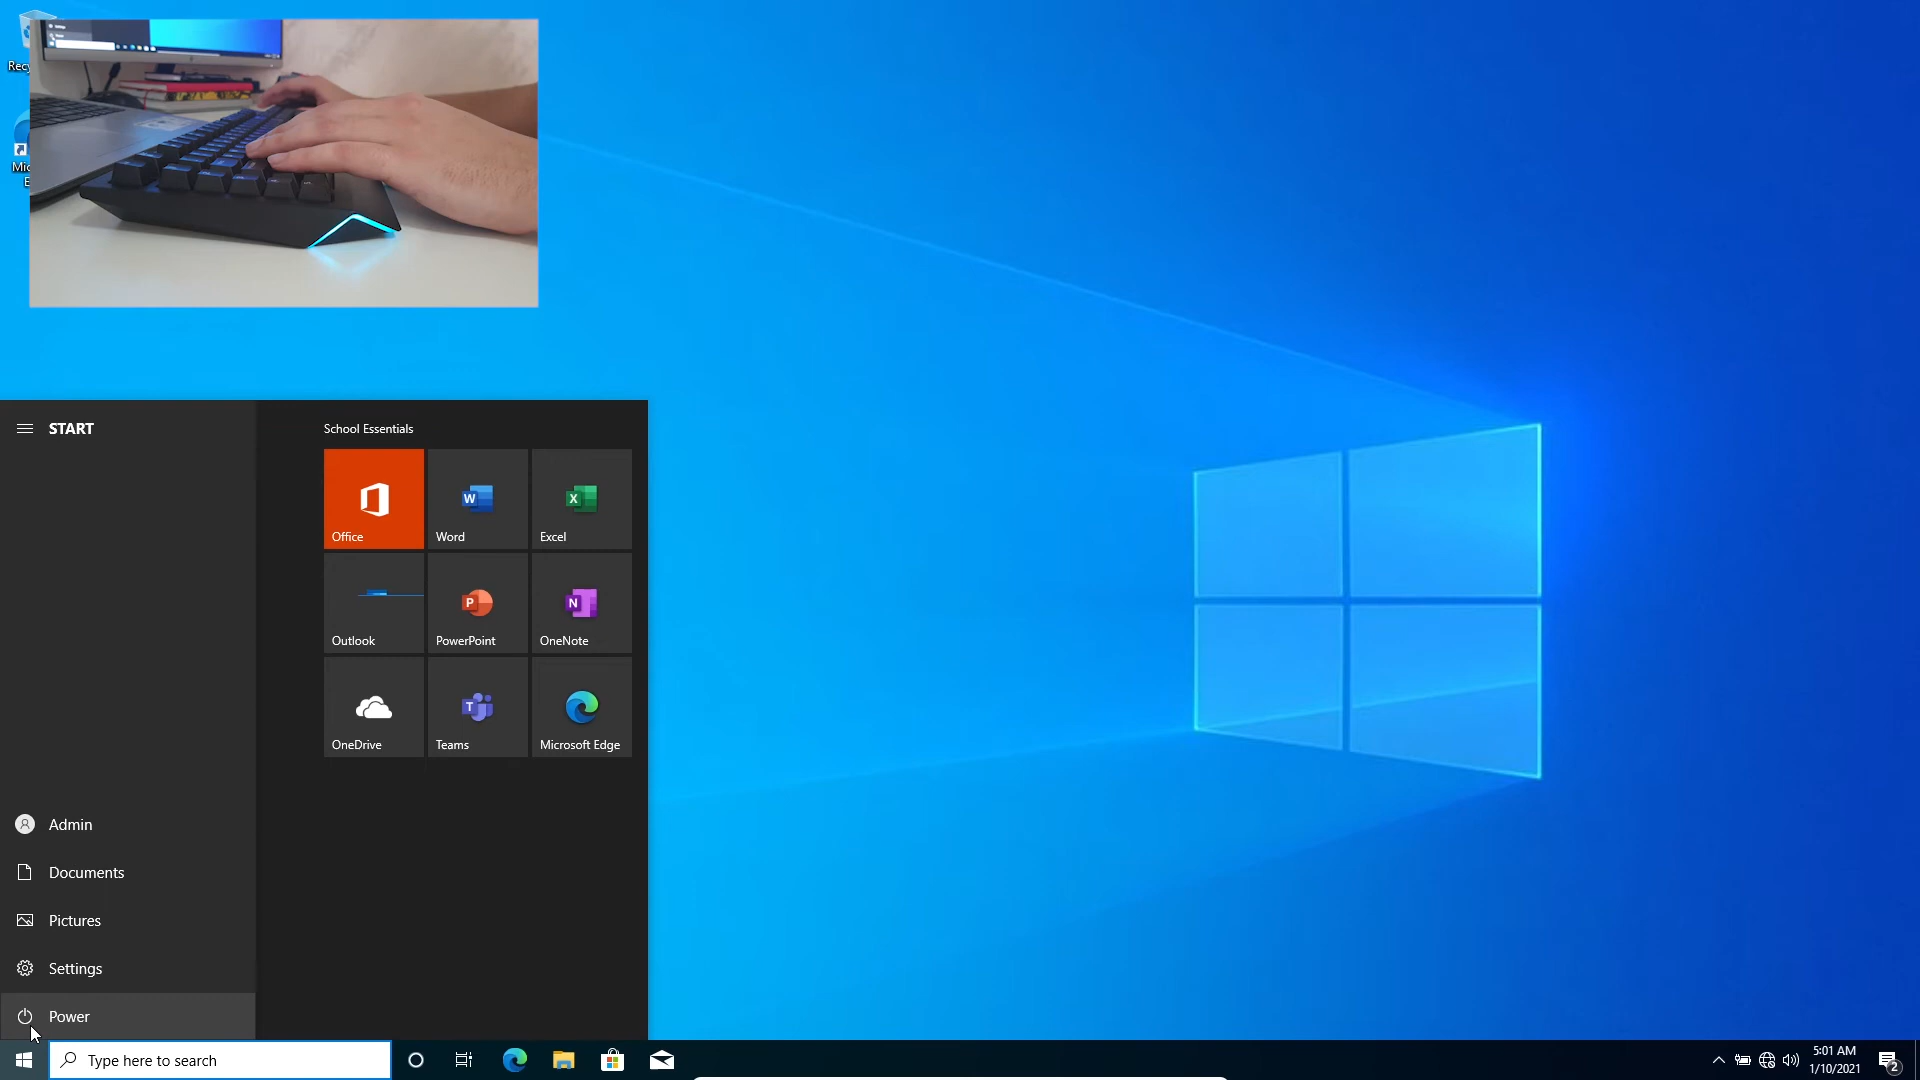 START
School Essentials
Office
Word
Excel
Outlook
PowerPoint
OneNote
OneDrive
Teams
Microsoft Edge
Admin
Documents
Pictures
Settings
Power
Type here to search
5:01 AM
1/10/2021
2